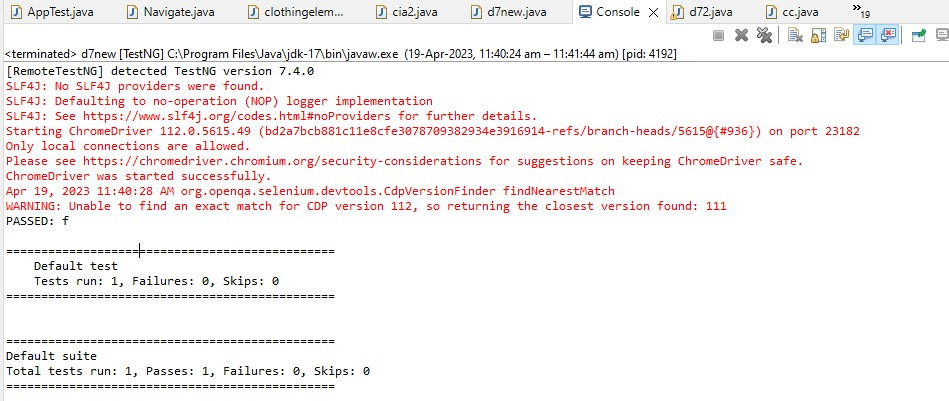 AppTest.java Navigate.java clothingelem... cia2.java d7new.java Console d72.java cc.java »19
<terminated> d7new [TestNG] C:\Program Files\Java\jdk-17\bin\javaw.exe (19-Apr-2023, 11:40:24 am – 11:41:44 am) [pid: 4192]
[RemoteTestNG] detected TestNG version 7.4.0
SLF4J: No SLF4J providers were found.
SLF4J: Defaulting to no-operation (NOP) logger implementation
SLF4J: See https://www.slf4j.org/codes.html#noProviders for further details.
Starting ChromeDriver 112.0.5615.49 (bd2a7bcb881c11e8cfe3078709382934e3916914-refs/branch-heads/5615@{#936}) on port 23182
Only local connections are allowed.
Please see https://chromedriver.chromium.org/security-considerations for suggestions on keeping ChromeDriver safe.
ChromeDriver was started successfully.
Apr 19, 2023 11:40:28 AM org.openqa.selenium.devtools.CdpVersionFinder findNearestMatch
WARNING: Unable to find an exact match for CDP version 112, so returning the closest version found: 111
PASSED: f
===============================================
Default test
Tests run: 1, Failures: 0, Skips: 0
===============================================
===============================================
Default suite
Total tests run: 1, Passes: 1, Failures: 0, Skips: 0
===============================================